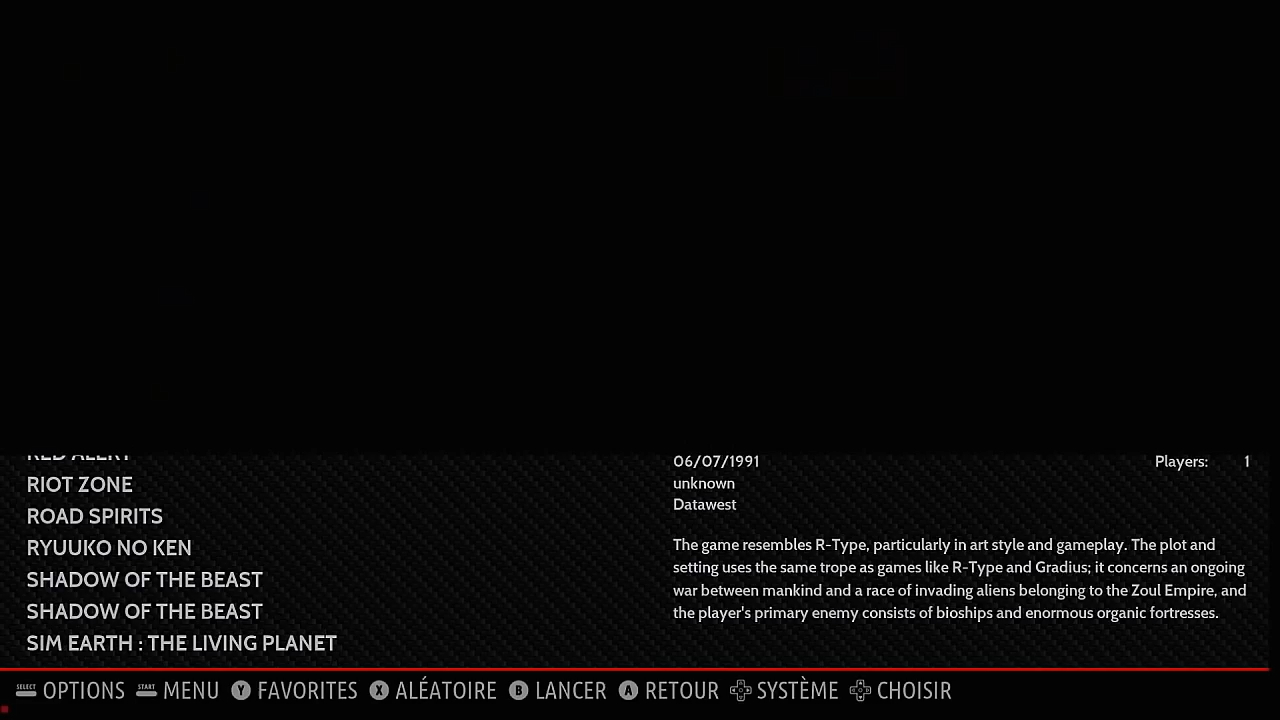 RED ALERT
RIOT ZONE
ROAD SPIRITS
RYUUKO NO KEN
SHADOW OF THE BEAST
SHADOW OF THE BEAST
SIM EARTH : THE LIVING PLANET
06/07/1991 Players: 1
unknown
Datawest
The game resembles R-Type, particularly in art style and gameplay. The plot and
setting uses the same trope as games like R-Type and Gradius; it concerns an ongoing
war between mankind and a race of invading aliens belonging to the Zoul Empire, and
the player's primary enemy consists of bioships and enormous organic fortresses.
SELECT OPTIONS START MENU Y FAVORITES X ALÉATOIRE B LANCER A RETOUR SYSTÈME CHOISIR